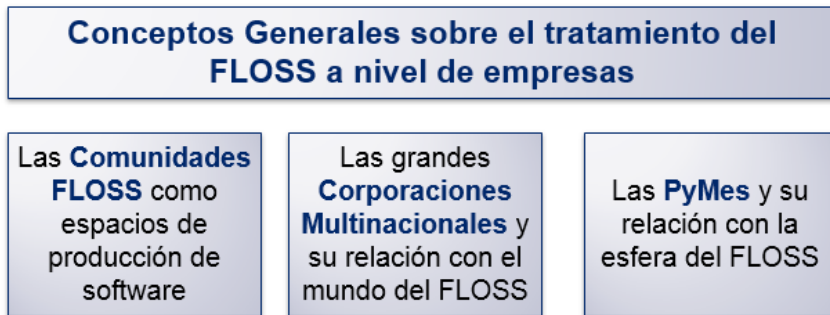 Conceptos Generales sobre el tratamiento del
FLOSS a nivel de empresas
Las Comunidades
FLOSS como
espacios de
producción de
software
Las grandes
Corporaciones
Multinacionales y
su relación con el
mundo del FLOSS
Las PyMes y su
relación con la
esfera del FLOSS